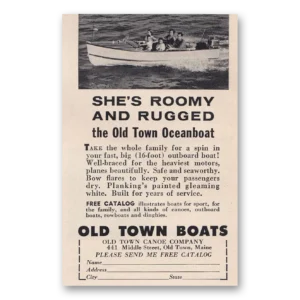 SHE'S ROOMY
AND RUGGED
the Old Town Oceanboat
TAKE the whole family for a spin in
your fast, big (16-foot) outboard boat!
Well-braced for the heaviest motors,
planes beautifully. Safe and seaworthy.
Bow flares to keep your passengers
dry. Planking's painted gleaming
white. Built for years of service.
FREE CATALOG illustrates boats for sport, for
the family, and all kinds of canoes, outboard
boats, rowboats and dinghies.
OLD TOWN BOATS
OLD TOWN CANOE COMPANY
441 Middle Street, Old Town, Maine
PLEASE SEND ME FREE CATALOG
Name
Address
City State